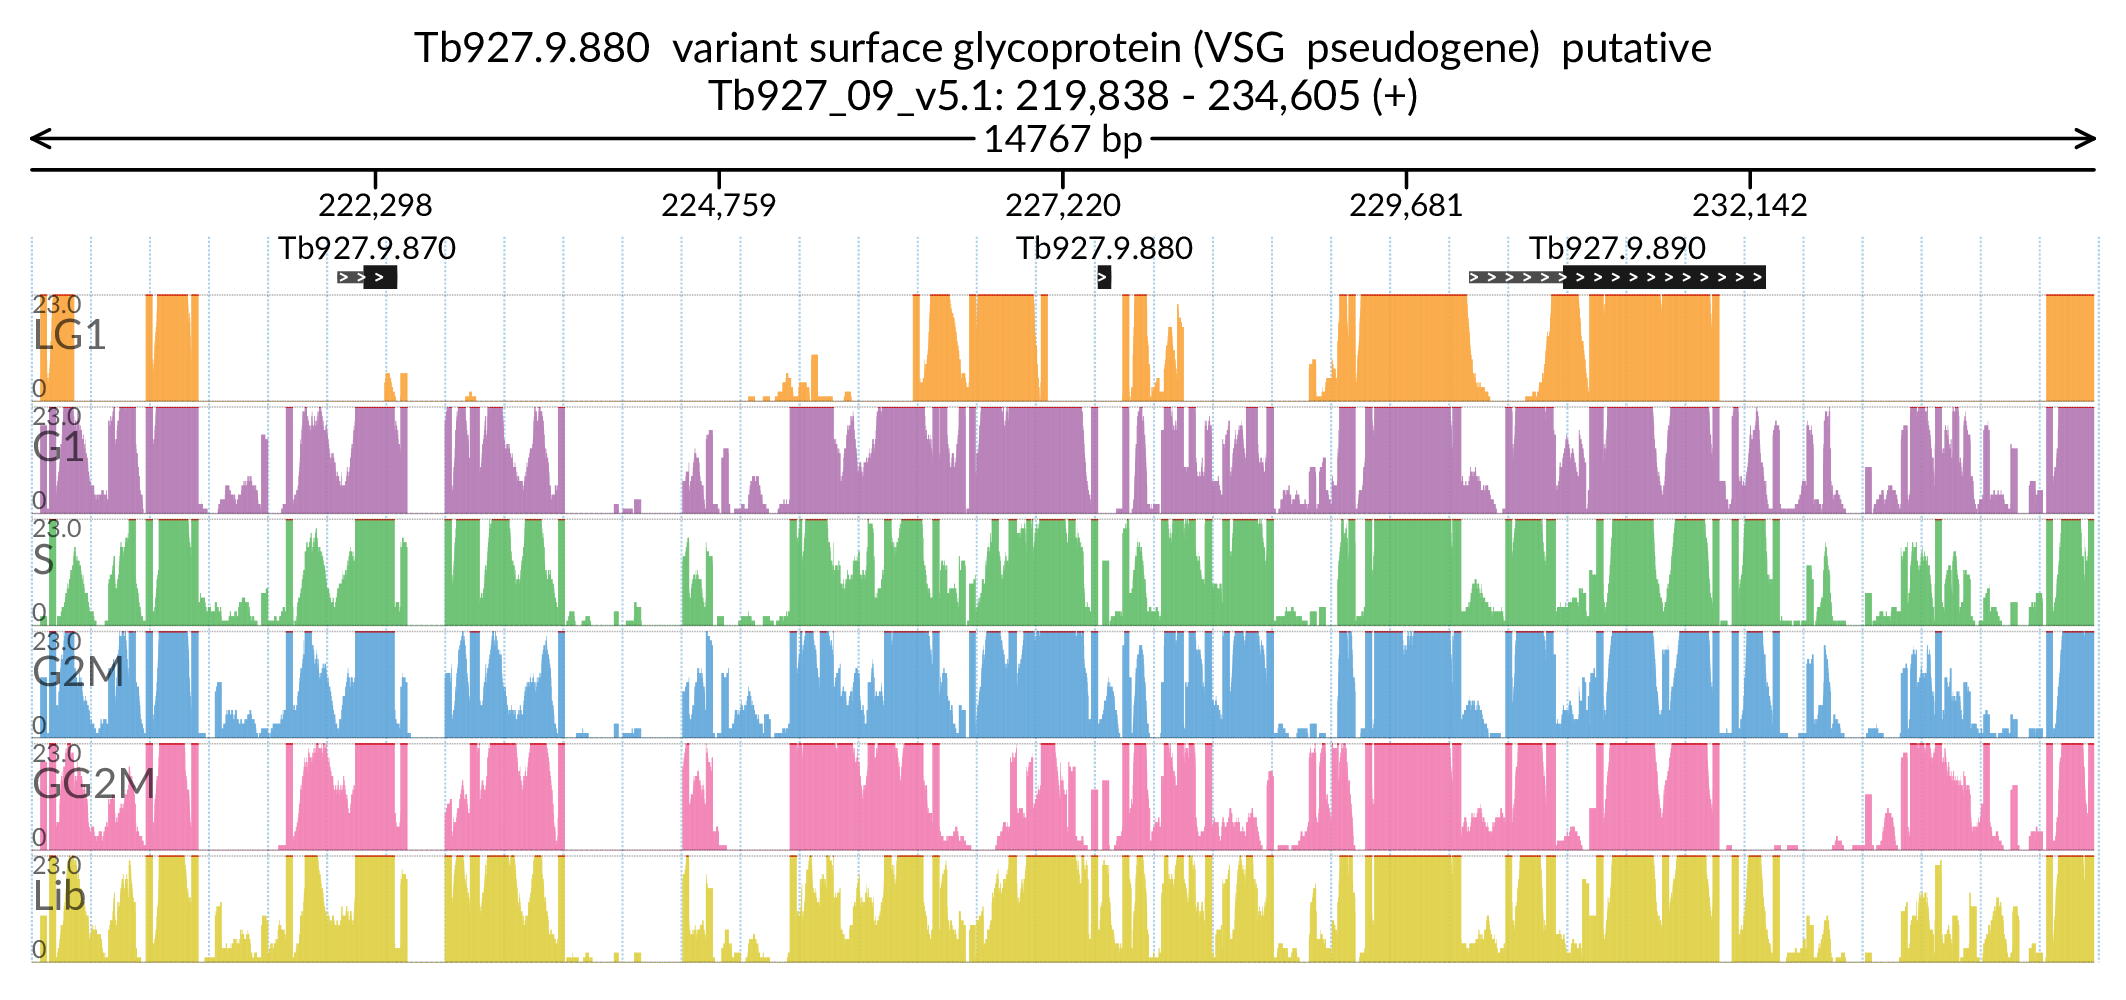 Tb927.9.880 variant surface glycoprotein (VSG pseudogene) putative
Tb927_09_v5.1: 219,838 - 234,605 (+)
14767 bp
222,298 224,759 227,220 229,681 232,142
Tb927.9.870 Tb927.9.880 Tb927.9.890
23.0
LG1
0
23.0
G1
0
23.0
S
0
23.0
G2M
0
23.0
GG2M
0
23.0
Lib
0